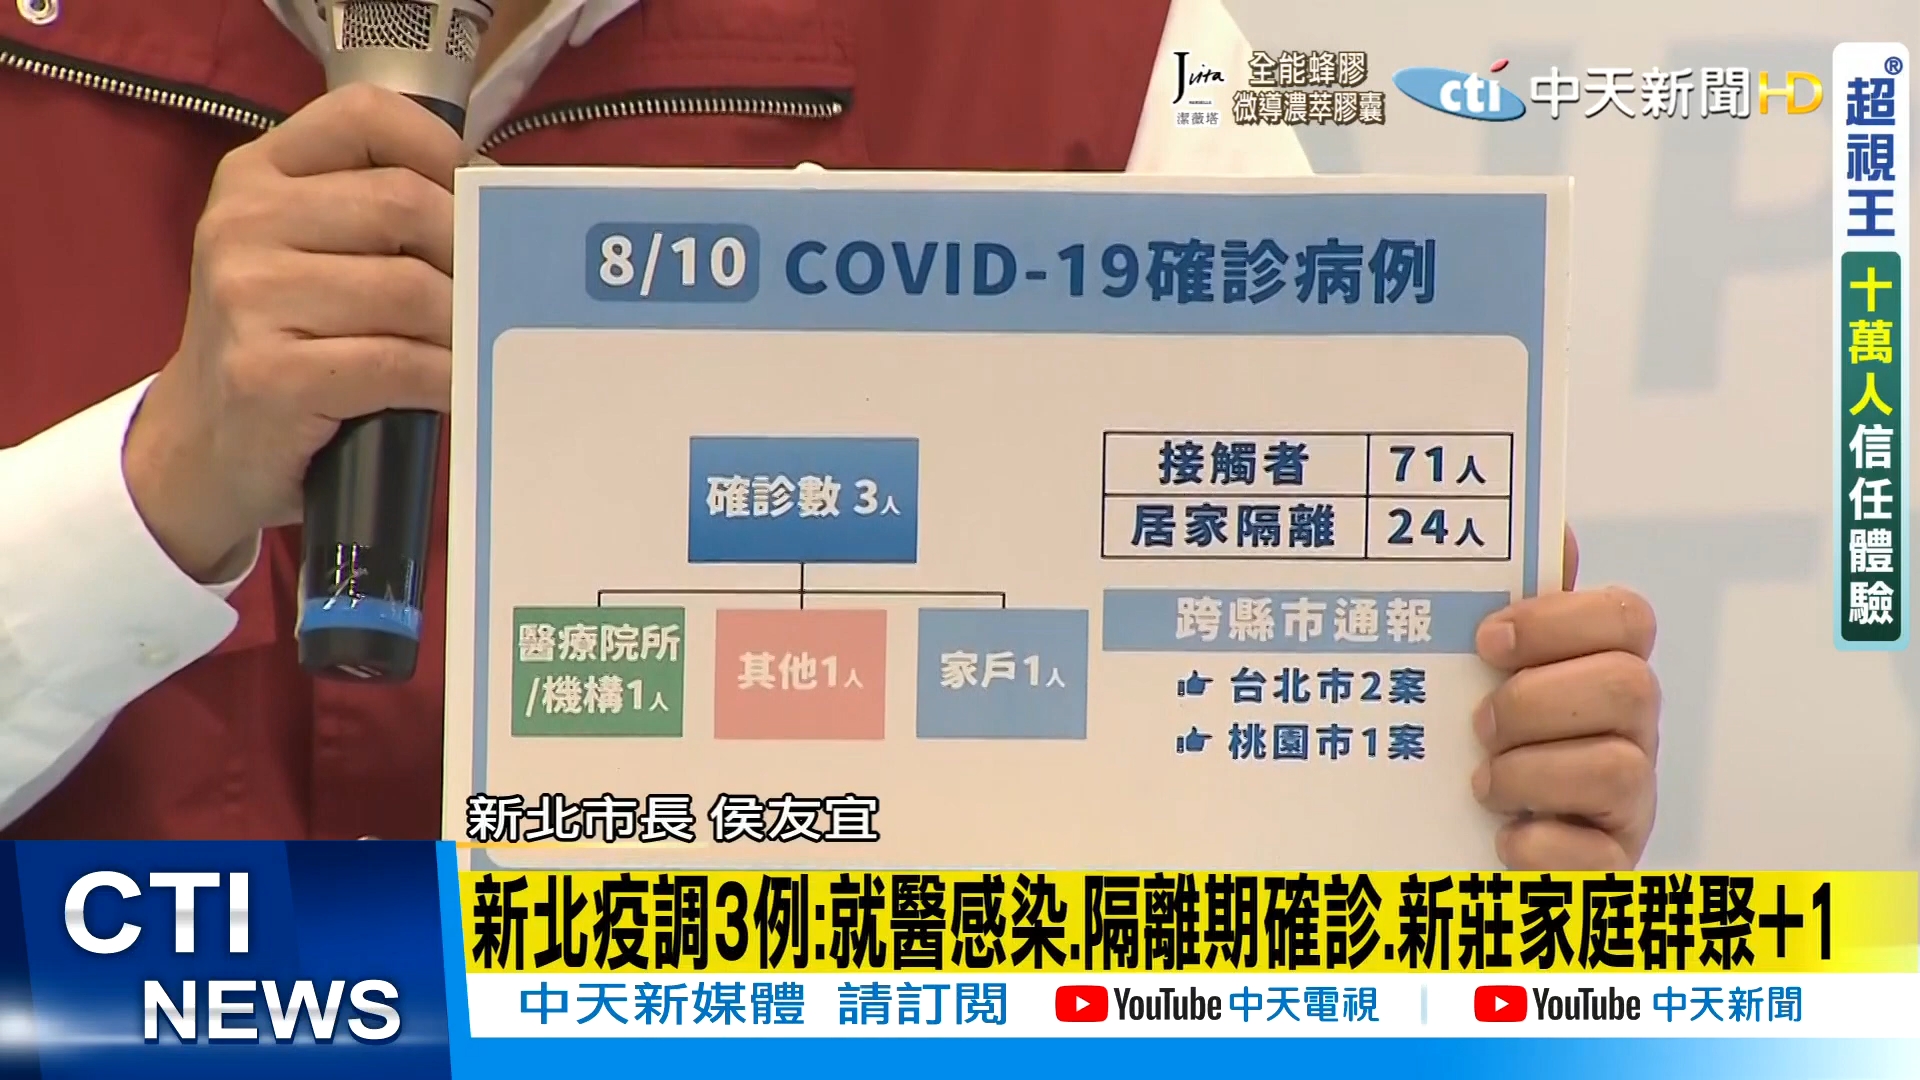 Jvita
MARSEILLE
潔薇塔
全能蜂膠
微導濃萃膠囊
cti 中天新聞HD
超視王®
十萬人信任體驗
8/10 COVID-19確診病例
確診數 3人
醫療院所
/機構1人
其他1人
家戶1人
接觸者 71人
居家隔離 24人
跨縣市通報
台北市2案
桃園市1案
新北市長 侯友宜
CTI
NEWS
新北疫調3例:就醫感染.隔離期確診.新莊家庭群聚+1
中天新媒體 請訂閱 YouTube 中天電視 | YouTube 中天新聞